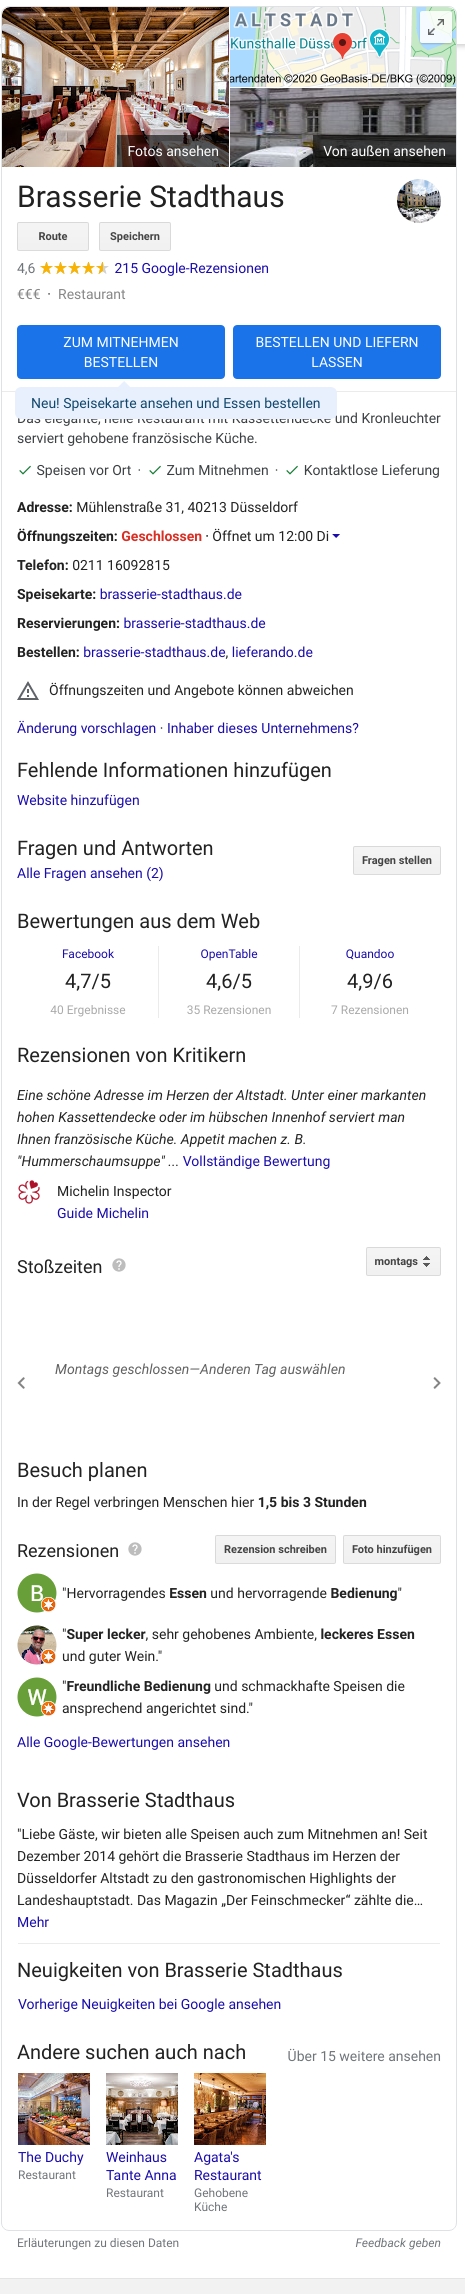 ALTSTADT
Kunsthalle Düsseldorf
artendaten ©2020 GeoBasis-DE/BKG (©2009)
Fotos ansehen
Von außen ansehen
Brasserie Stadthaus
Route
Speichern
4,6 215 Google-Rezensionen
€€€ · Restaurant
ZUM MITNEHMEN
BESTELLEN
BESTELLEN UND LIEFERN
LASSEN
Neu! Speisekarte ansehen und Essen bestellen
Das elegante, helle Restaurant mit Kassettendecke und Kronleuchter
serviert gehobene französische Küche.
Speisen vor Ort · Zum Mitnehmen · Kontaktlose Lieferung
Adresse: Mühlenstraße 31, 40213 Düsseldorf
Öffnungszeiten: Geschlossen · Öffnet um 12:00 Di
Telefon: 0211 16092815
Speisekarte: brasserie-stadthaus.de
Reservierungen: brasserie-stadthaus.de
Bestellen: brasserie-stadthaus.de, lieferando.de
Öffnungszeiten und Angebote können abweichen
Änderung vorschlagen · Inhaber dieses Unternehmens?
Fehlende Informationen hinzufügen
Website hinzufügen
Fragen und Antworten
Alle Fragen ansehen (2)
Fragen stellen
Bewertungen aus dem Web
Facebook
4,7/5
40 Ergebnisse
OpenTable
4,6/5
35 Rezensionen
Quandoo
4,9/6
7 Rezensionen
Rezensionen von Kritikern
Eine schöne Adresse im Herzen der Altstadt. Unter einer markanten
hohen Kassettendecke oder im hübschen Innenhof serviert man
Ihnen französische Küche. Appetit machen z. B.
"Hummerschaumsuppe" ... Vollständige Bewertung
Michelin Inspector
Guide Michelin
Stoßzeiten
montags
Montags geschlossen—Anderen Tag auswählen
Besuch planen
In der Regel verbringen Menschen hier 1,5 bis 3 Stunden
Rezensionen
Rezension schreiben
Foto hinzufügen
B
"Hervorragendes Essen und hervorragende Bedienung"
"Super lecker, sehr gehobenes Ambiente, leckeres Essen
und guter Wein."
W
"Freundliche Bedienung und schmackhafte Speisen die
ansprechend angerichtet sind."
Alle Google-Bewertungen ansehen
Von Brasserie Stadthaus
"Liebe Gäste, wir bieten alle Speisen auch zum Mitnehmen an! Seit
Dezember 2014 gehört die Brasserie Stadthaus im Herzen der
Düsseldorfer Altstadt zu den gastronomischen Highlights der
Landeshauptstadt. Das Magazin „Der Feinschmecker“ zählte die…
Mehr
Neuigkeiten von Brasserie Stadthaus
Vorherige Neuigkeiten bei Google ansehen
Andere suchen auch nach
Über 15 weitere ansehen
The Duchy
Restaurant
Weinhaus
Tante Anna
Restaurant
Agata's
Restaurant
Gehobene
Küche
Erläuterungen zu diesen Daten
Feedback geben